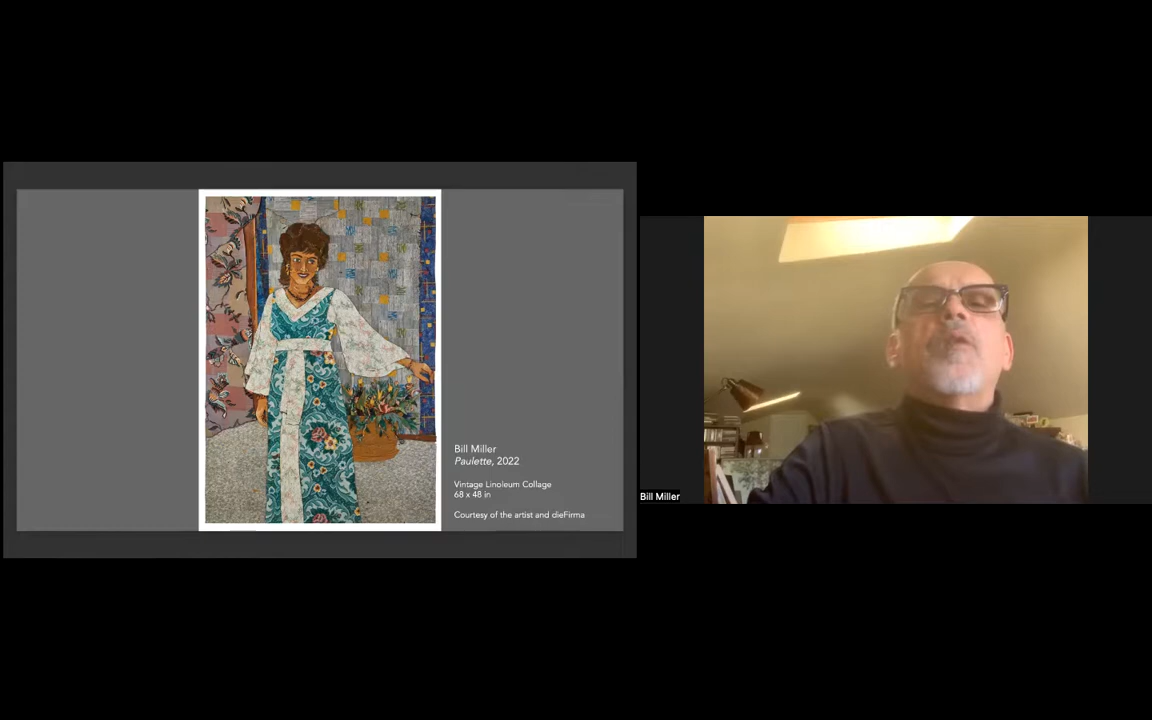 Bill Miller
Paulette, 2022
Vintage Linoleum Collage
68 x 48 in
Courtesy of the artist and dieFirma
Bill Miller